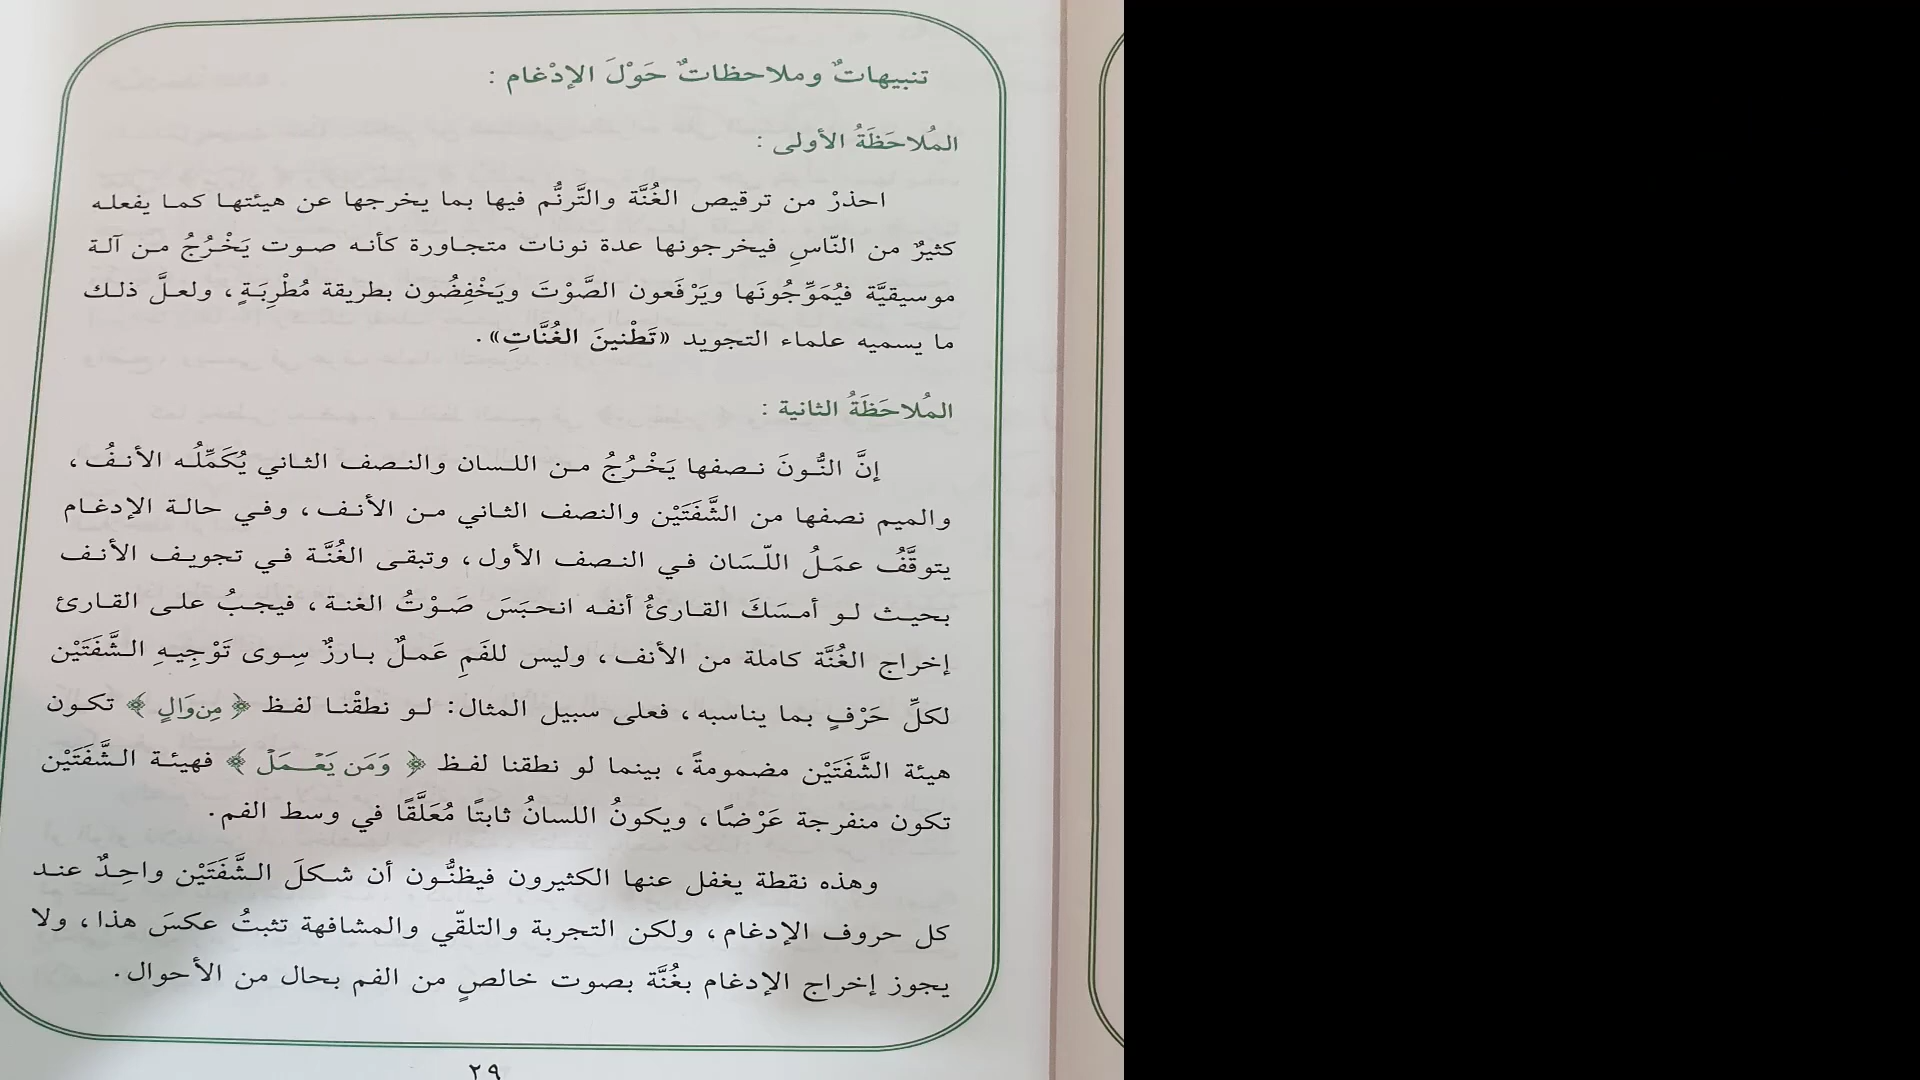 تنبيهاتٌ وملاحظاتٌ حَوْلَ الإدْغام :
المُلاحَظَةُ الأولى :
احذرْ من ترقيص الغُنَّة والتَّرنُّم فيها بما يخرجها عن هيئتها كما يفعله
كثيرٌ من النّاسِ فيخرجونها عدة نونات متجاورة كأنه صوت يَخْرُجُ من آلة
موسيقيَّة فيُمَوِّجُونَها ويَرْفَعون الصَّوْتَ ويَخْفِضُون بطريقة مُطْرِبَةٍ، ولعلَّ ذلك
ما يسميه علماء التجويد «تَطْنينَ الغُنَّاتِ».
المُلاحَظَةُ الثانية :
إنَّ النُّونَ نصفها يَخْرُجُ من اللسان والنصف الثاني يُكَمِّلُه الأنفُ،
والميم نصفها من الشَّفَتَيْن والنصف الثاني من الأنف، وفي حالة الإدغام
يتوقَّفُ عمَلُ اللّسَان في النصف الأول، وتبقى الغُنَّة في تجويف الأنف
بحيث لو أمسَكَ القارئُ أنفه انحبَسَ صَوْتُ الغنة، فيجبُ على القارئ
إخراج الغُنَّة كاملة من الأنف، وليس للفَمِ عَملٌ بارزٌ سِوى تَوْجِيهِ الشَّفَتَيْن
لكلِّ حَرْفٍ بما يناسبه، فعلى سبيل المثال: لو نطقْنا لفظ ﴿ مِن وَالٍ ﴾ تكون
هيئة الشَّفَتَيْن مضمومةً، بينما لو نطقنا لفظ ﴿ وَمَن يَعْمَلْ ﴾ فهيئة الشَّفَتَيْن
تكون منفرجة عَرْضًا، ويكونُ اللسانُ ثابتًا مُعَلَّقًا في وسط الفم.
وهذه نقطة يغفل عنها الكثيرون فيظنُّون أن شكلَ الشَّفَتَيْن واحِدٌ عند
كل حروف الإدغام، ولكن التجربة والتلقّي والمشافهة تثبتُ عكسَ هذا، ولا
يجوز إخراج الإدغام بغُنَّة بصوت خالصٍ من الفم بحال من الأحوال.
٢٩